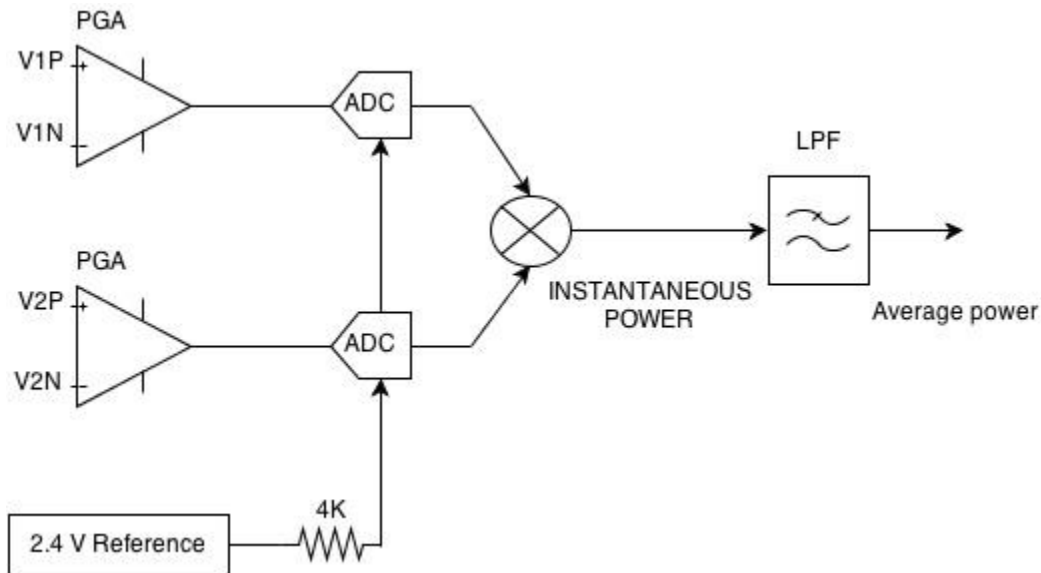 PGA
V1P
+
V1N
-
ADC
LPF
PGA
V2P
+
V2N
-
ADC
INSTANTANEOUS
POWER
Average power
4K
2.4 V Reference